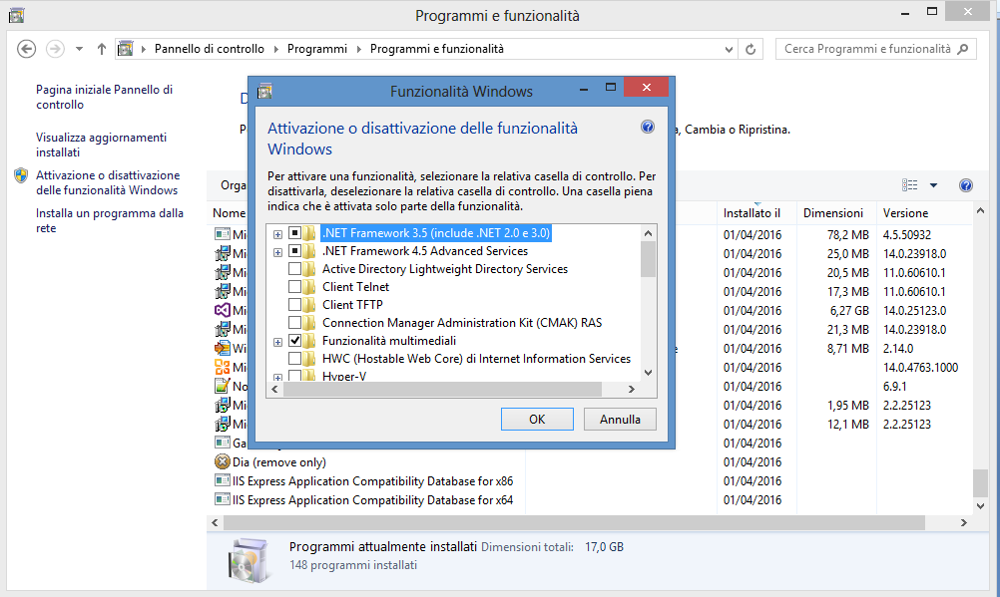 Programmi e funzionalità
Pannello di controllo Programmi Programmi e funzionalità
Cerca Programmi e funzionalità
Pagina iniziale Pannello di
controllo
Visualizza aggiornamenti
installati
Attivazione o disattivazione
delle funzionalità Windows
Installa un programma dalla
rete
D
P
a, Cambia o Ripristina.
Orga
Nome
Installato il Dimensioni Versione
Funzionalità Windows
Attivazione o disattivazione delle funzionalità
Windows
Per attivare una funzionalità, selezionare la relativa casella di controllo. Per
disattivarla, deselezionare la relativa casella di controllo. Una casella piena
indica che è attivata solo parte della funzionalità.
.NET Framework 3.5 (include .NET 2.0 e 3.0)
.NET Framework 4.5 Advanced Services
Active Directory Lightweight Directory Services
Client Telnet
Client TFTP
Connection Manager Administration Kit (CMAK) RAS
Funzionalità multimediali
HWC (Hostable Web Core) di Internet Information Services
Hyper-V
OK Annulla
Mi 01/04/2016 78,2 MB 4.5.50932
Mi 01/04/2016 25,0 MB 14.0.23918.0
Mi 01/04/2016 20,5 MB 11.0.60610.1
Mi 01/04/2016 17,3 MB 11.0.60610.1
Mi 01/04/2016 6,27 GB 14.0.25123.0
Mi 01/04/2016 21,3 MB 14.0.23918.0
Wi e 01/04/2016 8,71 MB 2.14.0
Mi 01/04/2016 14.0.4763.1000
No 01/04/2016 6.9.1
Mi 01/04/2016 1,95 MB 2.2.25123
Mi 01/04/2016 12,1 MB 2.2.25123
Ga 01/04/2016
Dia (remove only) 01/04/2016
IIS Express Application Compatibility Database for x86 01/04/2016
IIS Express Application Compatibility Database for x64 01/04/2016
Programmi attualmente installati Dimensioni totali: 17,0 GB
148 programmi installati